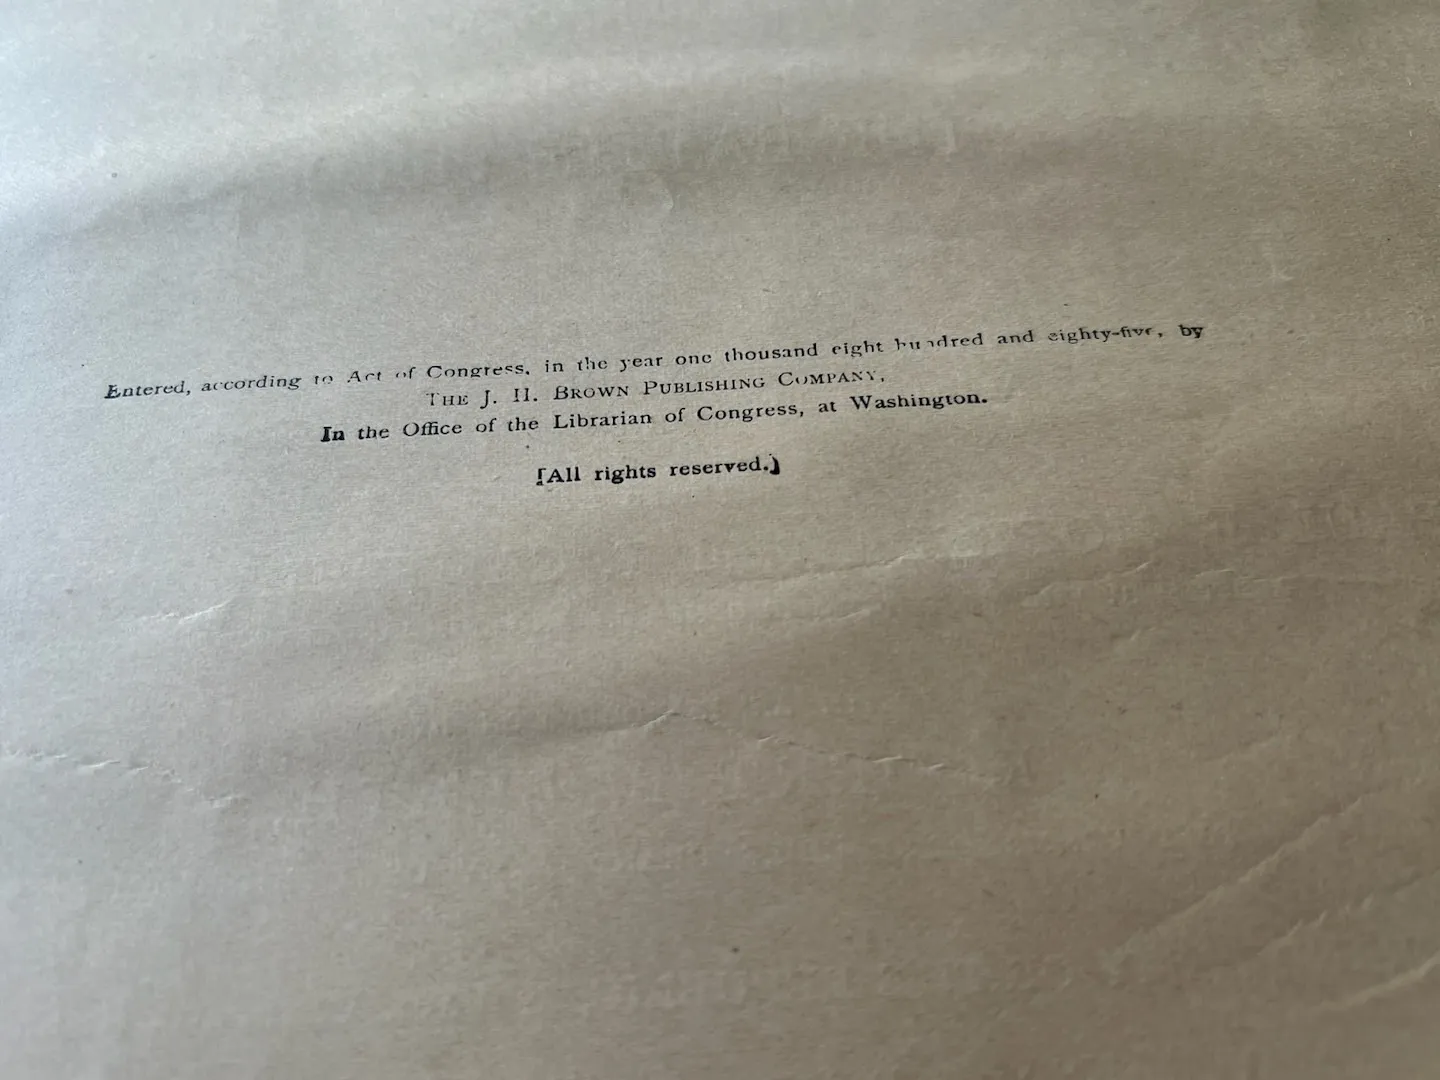 Entered, according to Act of Congress, in the year one thousand eight hundred and eighty-five, by
THE J. H. BROWN PUBLISHING COMPANY,
In the Office of the Librarian of Congress, at Washington.
[All rights reserved.]